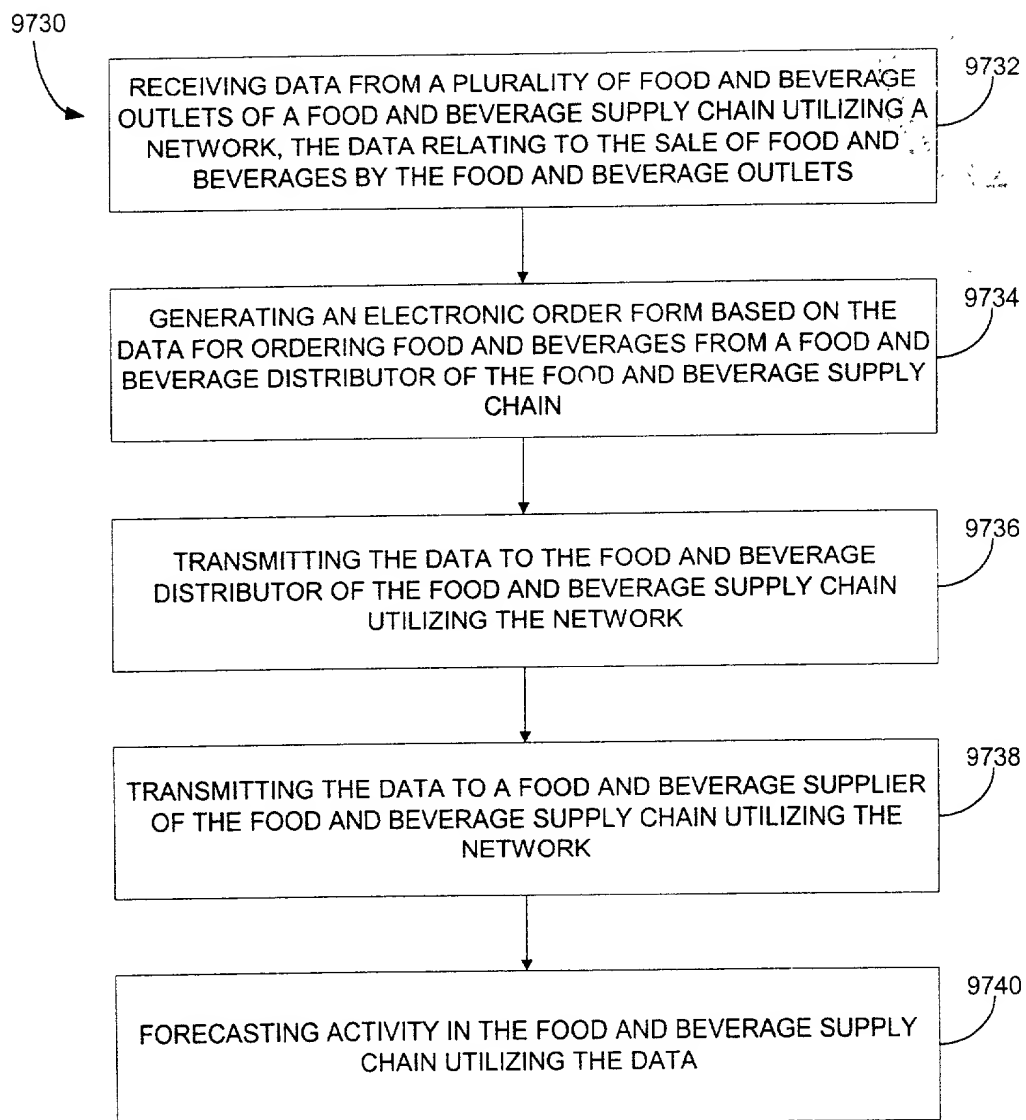 9730
RECEIVING DATA FROM A PLURALITY OF FOOD AND BEVERAGE
OUTLETS OF A FOOD AND BEVERAGE SUPPLY CHAIN UTILIZING A
NETWORK, THE DATA RELATING TO THE SALE OF FOOD AND
BEVERAGES BY THE FOOD AND BEVERAGE OUTLETS
9732
GENERATING AN ELECTRONIC ORDER FORM BASED ON THE
DATA FOR ORDERING FOOD AND BEVERAGES FROM A FOOD AND
BEVERAGE DISTRIBUTOR OF THE FOOD AND BEVERAGE SUPPLY
CHAIN
9734
TRANSMITTING THE DATA TO THE FOOD AND BEVERAGE
DISTRIBUTOR OF THE FOOD AND BEVERAGE SUPPLY CHAIN
UTILIZING THE NETWORK
9736
TRANSMITTING THE DATA TO A FOOD AND BEVERAGE SUPPLIER
OF THE FOOD AND BEVERAGE SUPPLY CHAIN UTILIZING THE
NETWORK
9738
FORECASTING ACTIVITY IN THE FOOD AND BEVERAGE SUPPLY
CHAIN UTILIZING THE DATA
9740